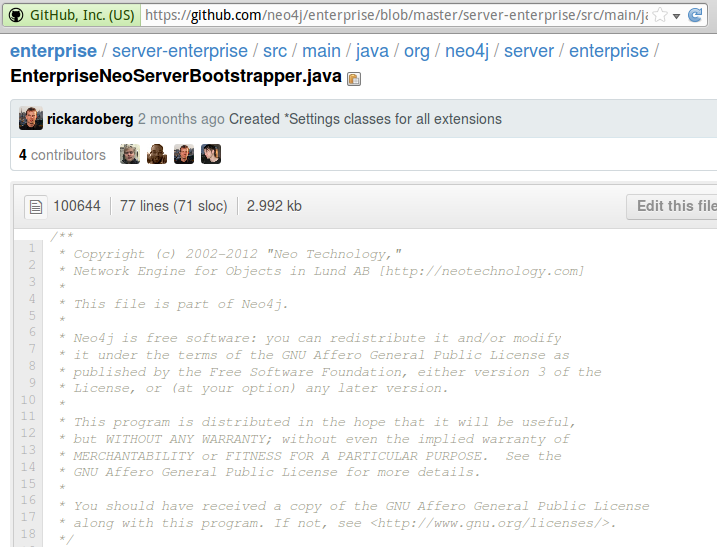 GitHub, Inc. (US) https://github.com/neo4j/enterprise/blob/master/server-enterprise/src/main/ja
enterprise / server-enterprise / src / main / java / org / neo4j / server / enterprise /
EnterpriseNeoServerBootstrapper.java
rickardoberg 2 months ago Created *Settings classes for all extensions
4 contributors
100644 77 lines (71 sloc) 2.992 kb Edit this file
/**
1 * Copyright (c) 2002-2012 "Neo Technology,"
2 * Network Engine for Objects in Lund AB [http://neotechnology.com]
3 *
4 * This file is part of Neo4j.
5 *
6 * Neo4j is free software: you can redistribute it and/or modify
7 * it under the terms of the GNU Affero General Public License as
8 * published by the Free Software Foundation, either version 3 of the
9 * License, or (at your option) any later version.
10 *
11 * This program is distributed in the hope that it will be useful,
12 * but WITHOUT ANY WARRANTY; without even the implied warranty of
13 * MERCHANTABILITY or FITNESS FOR A PARTICULAR PURPOSE.  See the
14 * GNU Affero General Public License for more details.
15 *
16 * You should have received a copy of the GNU Affero General Public License
17 * along with this program. If not, see <http://www.gnu.org/licenses/>.
18 */